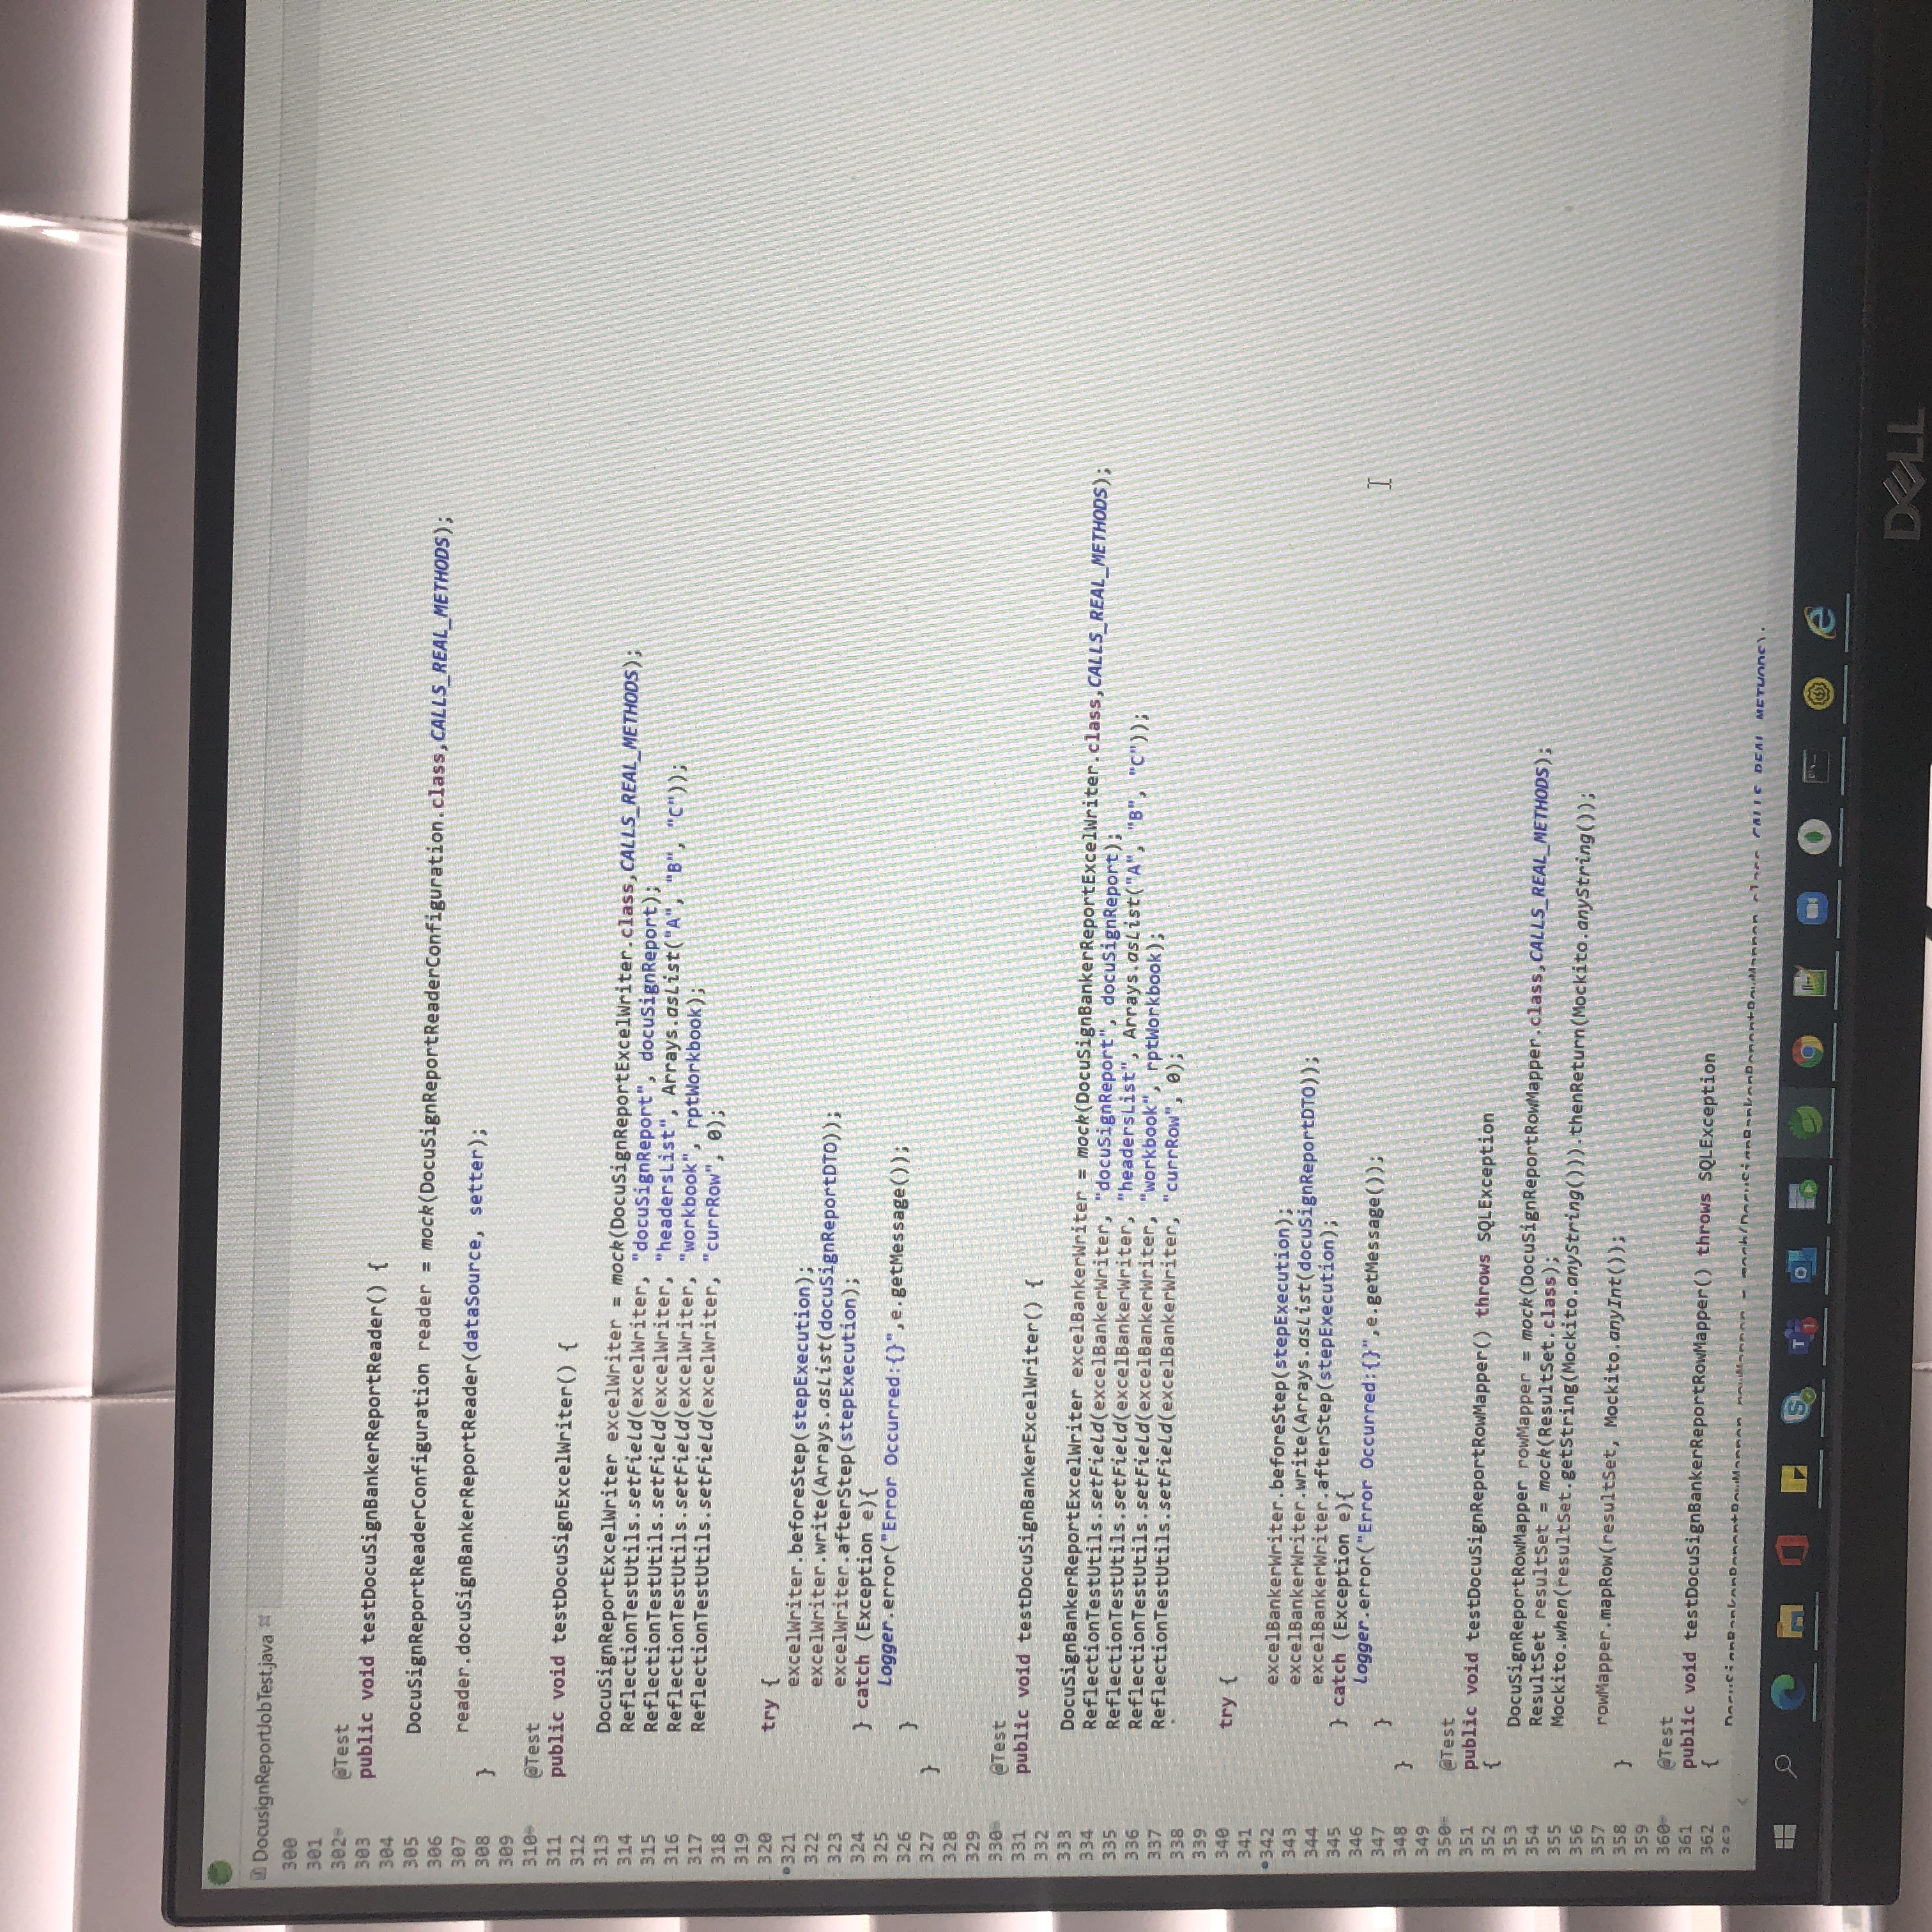 DocusignReportJobTest.java
300
301
302 @Test
303 public void testDocuSignBankerReportReader() {
304
305 DocuSignReportReaderConfiguration reader = mock(DocuSignReportReaderConfiguration.class,CALLS_REAL_METHODS);
306
307 reader.docuSignBankerReportReader(dataSource, setter);
308 }
309
310 @Test
311 public void testDocuSignExcelWriter() {
312
313 DocuSignReportExcelWriter excelWriter = mock(DocuSignReportExcelWriter.class,CALLS_REAL_METHODS);
314 ReflectionTestUtils.setField(excelWriter, "docuSignReport", docuSignReport);
315 ReflectionTestUtils.setField(excelWriter, "headersList", Arrays.asList("A", "B", "C"));
316 ReflectionTestUtils.setField(excelWriter, "workbook", rptWorkbook);
317 ReflectionTestUtils.setField(excelWriter, "currRow", 0);
318
319
320 try {
321 excelWriter.beforeStep(stepExecution);
322 excelWriter.write(Arrays.asList(docuSignReportDTO));
323 excelWriter.afterStep(stepExecution);
324 } catch (Exception e){
325 Logger.error("Error Occurred:{}",e.getMessage());
326 }
327 }
328
329
330 @Test
331 public void testDocuSignBankerExcelWriter() {
332
333 DocuSignBankerReportExcelWriter excelBankerWriter = mock(DocuSignBankerReportExcelWriter.class,CALLS_REAL_METHODS);
334 ReflectionTestUtils.setField(excelBankerWriter, "docuSignReport", docuSignReport);
335 ReflectionTestUtils.setField(excelBankerWriter, "headersList", Arrays.asList("A", "B", "C"));
336 ReflectionTestUtils.setField(excelBankerWriter, "workbook", rptWorkbook);
337 ReflectionTestUtils.setField(excelBankerWriter, "currRow", 0);
338
339
340 try {
341
342 excelBankerWriter.beforeStep(stepExecution);
343 excelBankerWriter.write(Arrays.asList(docuSignReportDTO));
344 excelBankerWriter.afterStep(stepExecution);
345 } catch (Exception e){
346 Logger.error("Error Occurred:{}",e.getMessage());
347 }
348 }
349
350 @Test
351 public void testDocuSignReportRowMapper() throws SQLException
352 {
353 DocuSignReportRowMapper rowMapper = mock(DocuSignReportRowMapper.class,CALLS_REAL_METHODS);
354 ResultSet resultSet = mock(ResultSet.class);
355 Mockito.when(resultSet.getString(Mockito.anyString())).thenReturn(Mockito.anyString());
356
357 rowMapper.mapRow(resultSet, Mockito.anyInt());
358 }
359
360 @Test
361 public void testDocuSignBankerReportRowMapper() throws SQLException
362 {
363 DocuSignBankerReportRowMapper rowMapper = mock(DocuSignBankerReportRowMapper.class,CALLS_REAL_METHODS);
DELL